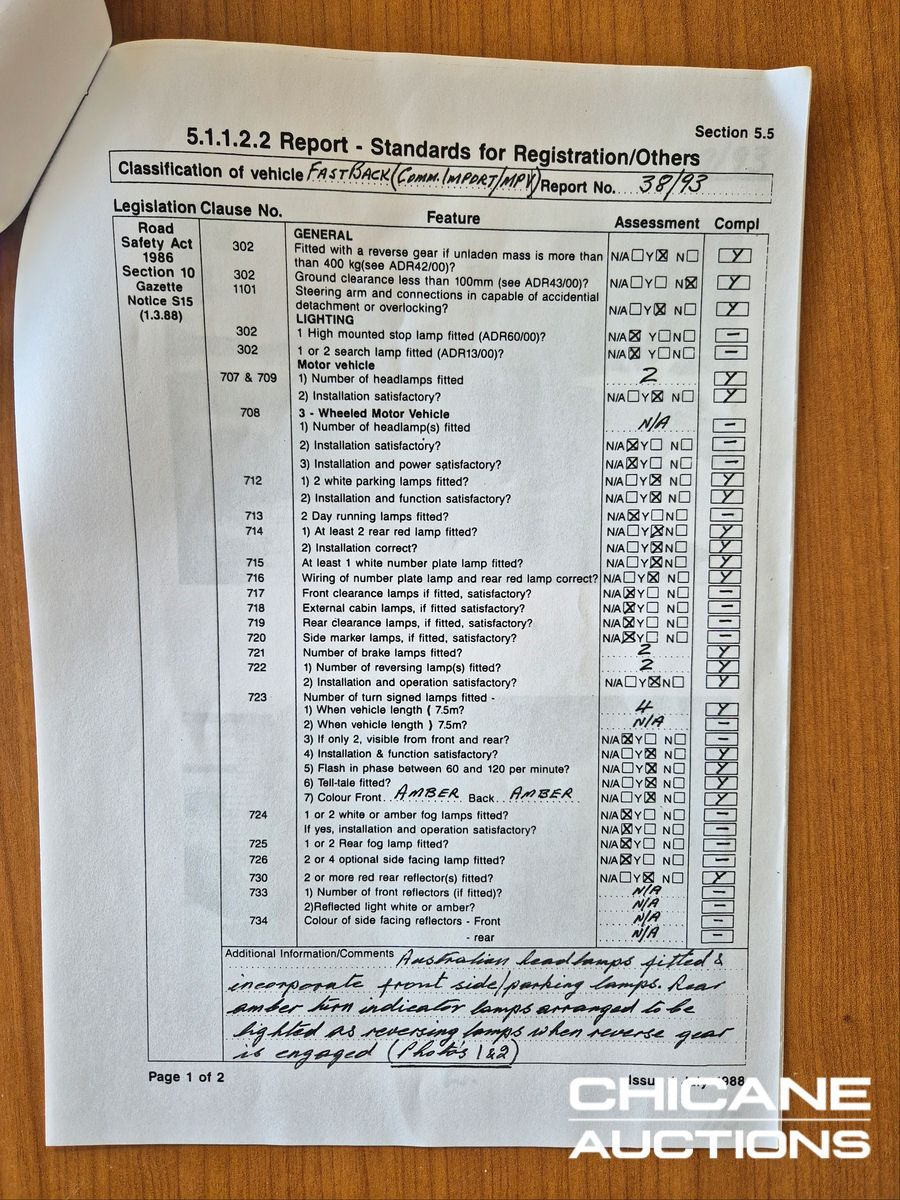 Section 5.5
5.1.1.2.2 Report - Standards for Registration/Others
Classification of vehicle FASTBACK (COMM. IMPORT/MPV) Report No. 38/93
Legislation Clause No. Feature Assessment Compl
Road Safety Act 1986 Section 10 Gazette Notice S15 (1.3.88)
GENERAL
302 Fitted with a reverse gear if unladen mass is more than
than 400 kg(see ADR42/00)? N/A☐ Y☒ N☐ Y
302 Ground clearance less than 100mm (see ADR43/00)? N/A☐ Y☐ N☒ Y
1101 Steering arm and connections in capable of accidental
detachment or overlocking? N/A☐ Y☒ N☐ Y
LIGHTING
302 1 High mounted stop lamp fitted (ADR60/00)? N/A☒ Y☐ N☐ -
302 1 or 2 search lamp fitted (ADR13/00)? N/A☒ Y☐ N☐ -
Motor vehicle
707 & 709 1) Number of headlamps fitted 2 Y
2) Installation satisfactory? N/A☐ Y☒ N☐ Y
708 3 - Wheeled Motor Vehicle
1) Number of headlamp(s) fitted N/A -
2) Installation satisfactory? N/A☒ Y☐ N☐ -
3) Installation and power satisfactory? N/A☒ Y☐ N☐ -
712 1) 2 white parking lamps fitted? N/A☐ Y☒ N☐ Y
2) Installation and function satisfactory? N/A☐ Y☒ N☐ Y
713 2 Day running lamps fitted? N/A☒ Y☐ N☐ -
714 1) At least 2 rear red lamp fitted? N/A☐ Y☒ N☐ Y
2) Installation correct? N/A☐ Y☒ N☐ Y
715 At least 1 white number plate lamp fitted? N/A☐ Y☒ N☐ Y
716 Wiring of number plate lamp and rear red lamp correct? N/A☐ Y☒ N☐ Y
717 Front clearance lamps if fitted, satisfactory? N/A☒ Y☐ N☐ -
718 External cabin lamps, if fitted satisfactory? N/A☒ Y☐ N☐ -
719 Rear clearance lamps, if fitted, satisfactory? N/A☒ Y☐ N☐ -
720 Side marker lamps, if fitted, satisfactory? N/A☒ Y☐ N☐ -
721 Number of brake lamps fitted? 2 Y
722 1) Number of reversing lamp(s) fitted? 2 Y
2) Installation and operation satisfactory? N/A☐ Y☒ N☐ Y
723 Number of turn signed lamps fitted -
1) When vehicle length ( 7.5m? 4 Y
2) When vehicle length ) 7.5m? N/A -
3) If only 2, visible from front and rear? N/A☒ Y☐ N☐ -
4) Installation & function satisfactory? N/A☐ Y☒ N☐ Y
5) Flash in phase between 60 and 120 per minute? N/A☐ Y☒ N☐ Y
6) Tell-tale fitted? N/A☐ Y☒ N☐ Y
7) Colour Front. AMBER Back. AMBER N/A☐ Y☒ N☐ Y
724 1 or 2 white or amber fog lamps fitted? N/A☒ Y☐ N☐ -
If yes, installation and operation satisfactory? N/A☒ Y☐ N☐ -
725 1 or 2 Rear fog lamp fitted? N/A☒ Y☐ N☐ -
726 2 or 4 optional side facing lamp fitted? N/A☒ Y☐ N☐ -
730 2 or more red rear reflector(s) fitted? N/A☐ Y☒ N☐ Y
733 1) Number of front reflectors (if fitted)? N/A -
2)Reflected light white or amber? N/A -
734 Colour of side facing reflectors - Front N/A -
- rear N/A -
Additional Information/Comments Australian headlamps fitted &
incorporate front side/parking lamps. Rear
amber turn indicator lamps arranged to be
lighted as reversing lamps when reverse gear
is engaged (Photo's 1 & 2)
Page 1 of 2
CHICANE
AUCTIONS